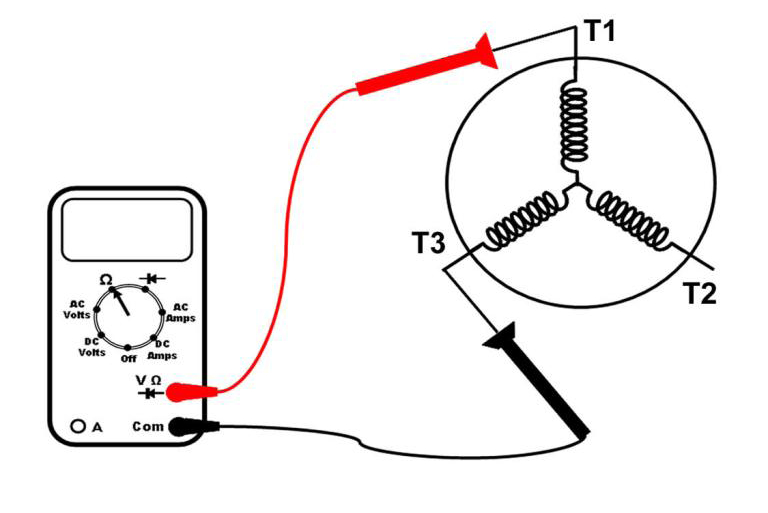 T1
T3
T2
Ω
AC
Volts
AC
Amps
DC
Volts
Off
DC
Amps
V Ω
A
Com